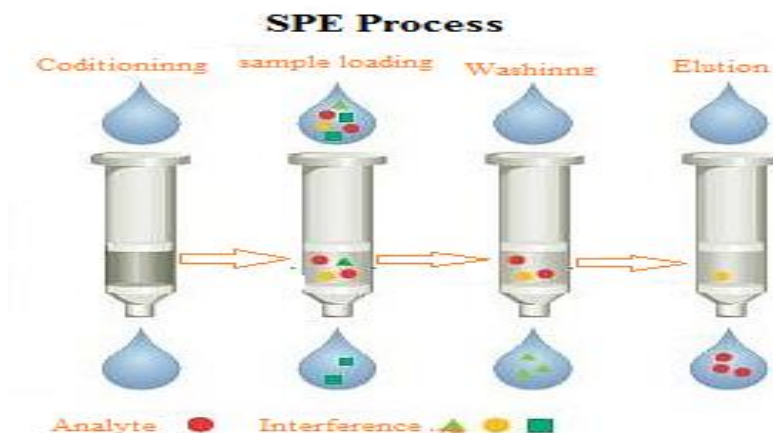 SPE Process
Coditioninng sample loading Washinng Elution
Analyte Interference